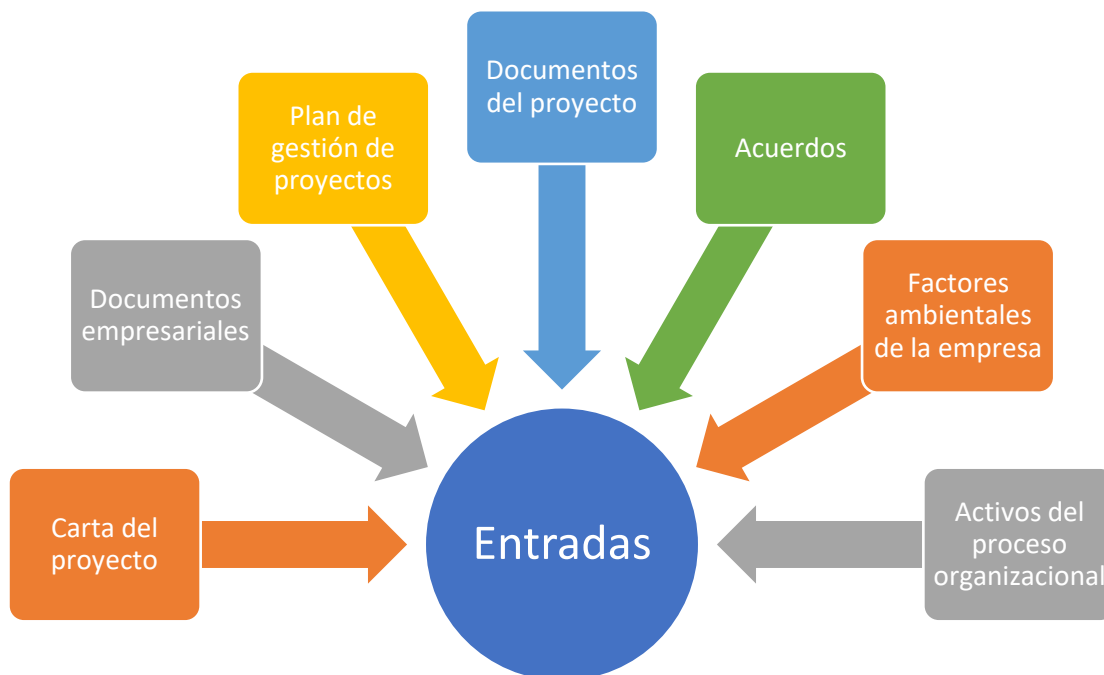 Documentos
del proyecto
Plan de
gestión de
proyectos
Acuerdos
Documentos
empresariales
Factores
ambientales
de la empresa
Carta del
proyecto
Entradas
Activos del
proceso
organizacional